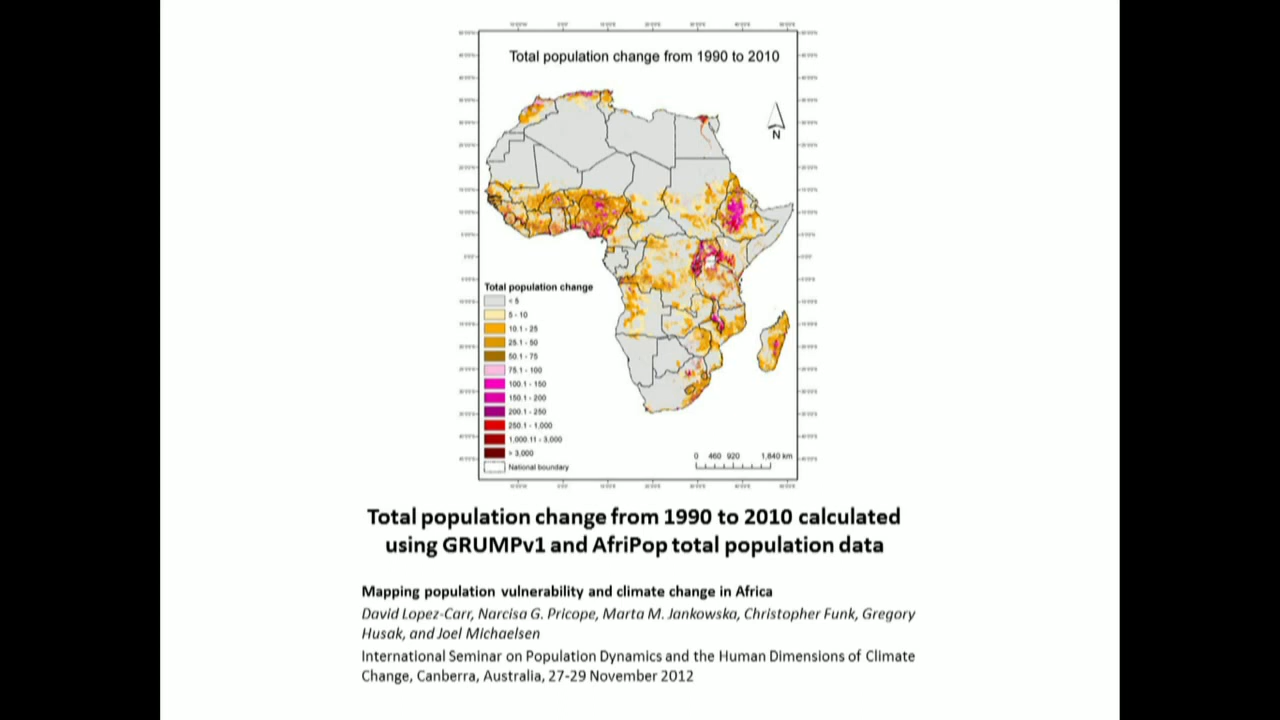 Total population change from 1990 to 2010
N
Total population change
< 5
5 - 10
10.1 - 25
25.1 - 50
50.1 - 75
75.1 - 100
100.1 - 150
150.1 - 200
200.1 - 250
250.1 - 1,000
1,000.11 - 3,000
> 3,000
National boundary
0 460 920 1,840 km
Total population change from 1990 to 2010 calculated
using GRUMPv1 and AfriPop total population data
Mapping population vulnerability and climate change in Africa
David Lopez-Carr, Narcisa G. Pricope, Marta M. Jankowska, Christopher Funk, Gregory
Husak, and Joel Michaelsen
International Seminar on Population Dynamics and the Human Dimensions of Climate
Change, Canberra, Australia, 27-29 November 2012